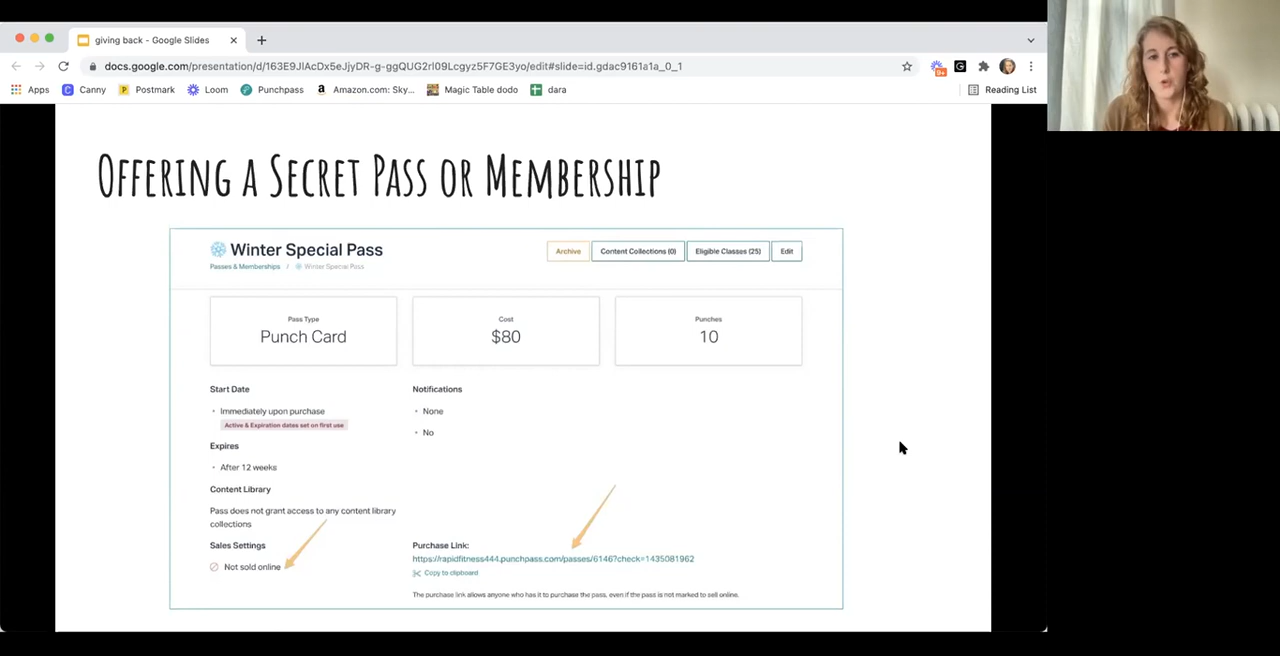 giving back - Google Slides
docs.google.com/presentation/d/163E9JlAcDx5eJjyDR-g-ggQUG2rl09Lcgyz5F7GE3yo/edit#slide=id.gdac9161a1a_0_1
9+
G
Apps
Canny
Postmark
Loom
Punchpass
Amazon.com: Sky...
Magic Table dodo
dara
Reading List
Offering a Secret Pass or Membership
Winter Special Pass
Archive
Content Collections (0)
Eligible Classes (25)
Edit
Passes & Memberships / Winter Special Pass
Pass Type
Punch Card
Cost
$80
Punches
10
Start Date
Immediately upon purchase
Active & Expiration dates set on first use
Expires
After 12 weeks
Content Library
Pass does not grant access to any content library
collections
Sales Settings
Not sold online
Notifications
None
No
Purchase Link:
https://rapidfitness444.punchpass.com/passes/6146?check=1435081962
Copy to clipboard
The purchase link allows anyone who has it to purchase the pass, even if the pass is not marked to sell online.